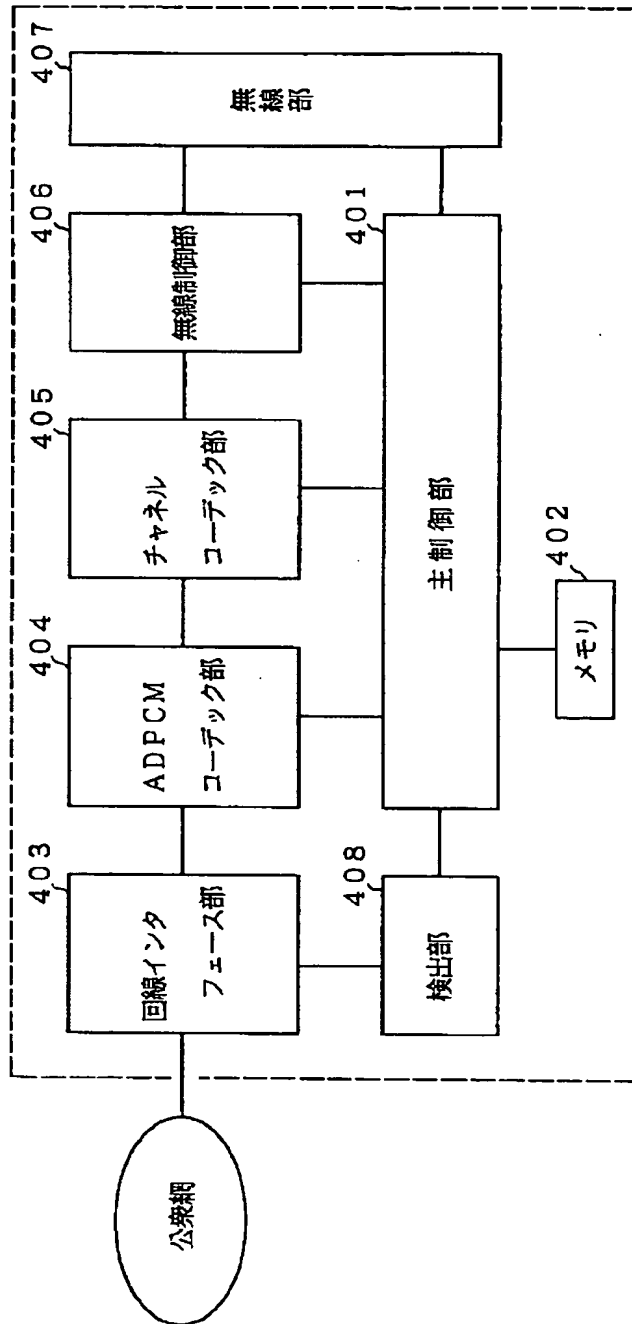 公衆網
403
回線インタ
フェース部
404
ADPCM
コーデック部
405
チャネル
コーデック部
406
無線制御部
407
無線部
408
検出部
401
主制御部
402
メモリ